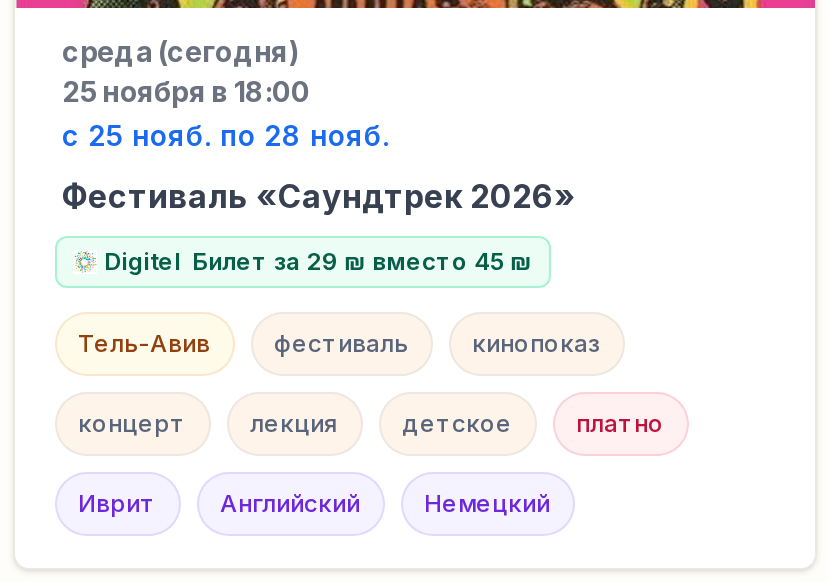 среда (сегодня)
25 ноября в 18:00
с 25 нояб. по 28 нояб.
Фестиваль «Саундтрек 2026»
Digitel Билет за 29 ₪ вместо 45 ₪
Тель-Авив фестиваль кинопоказ
концерт лекция детское платно
Иврит Английский Немецкий